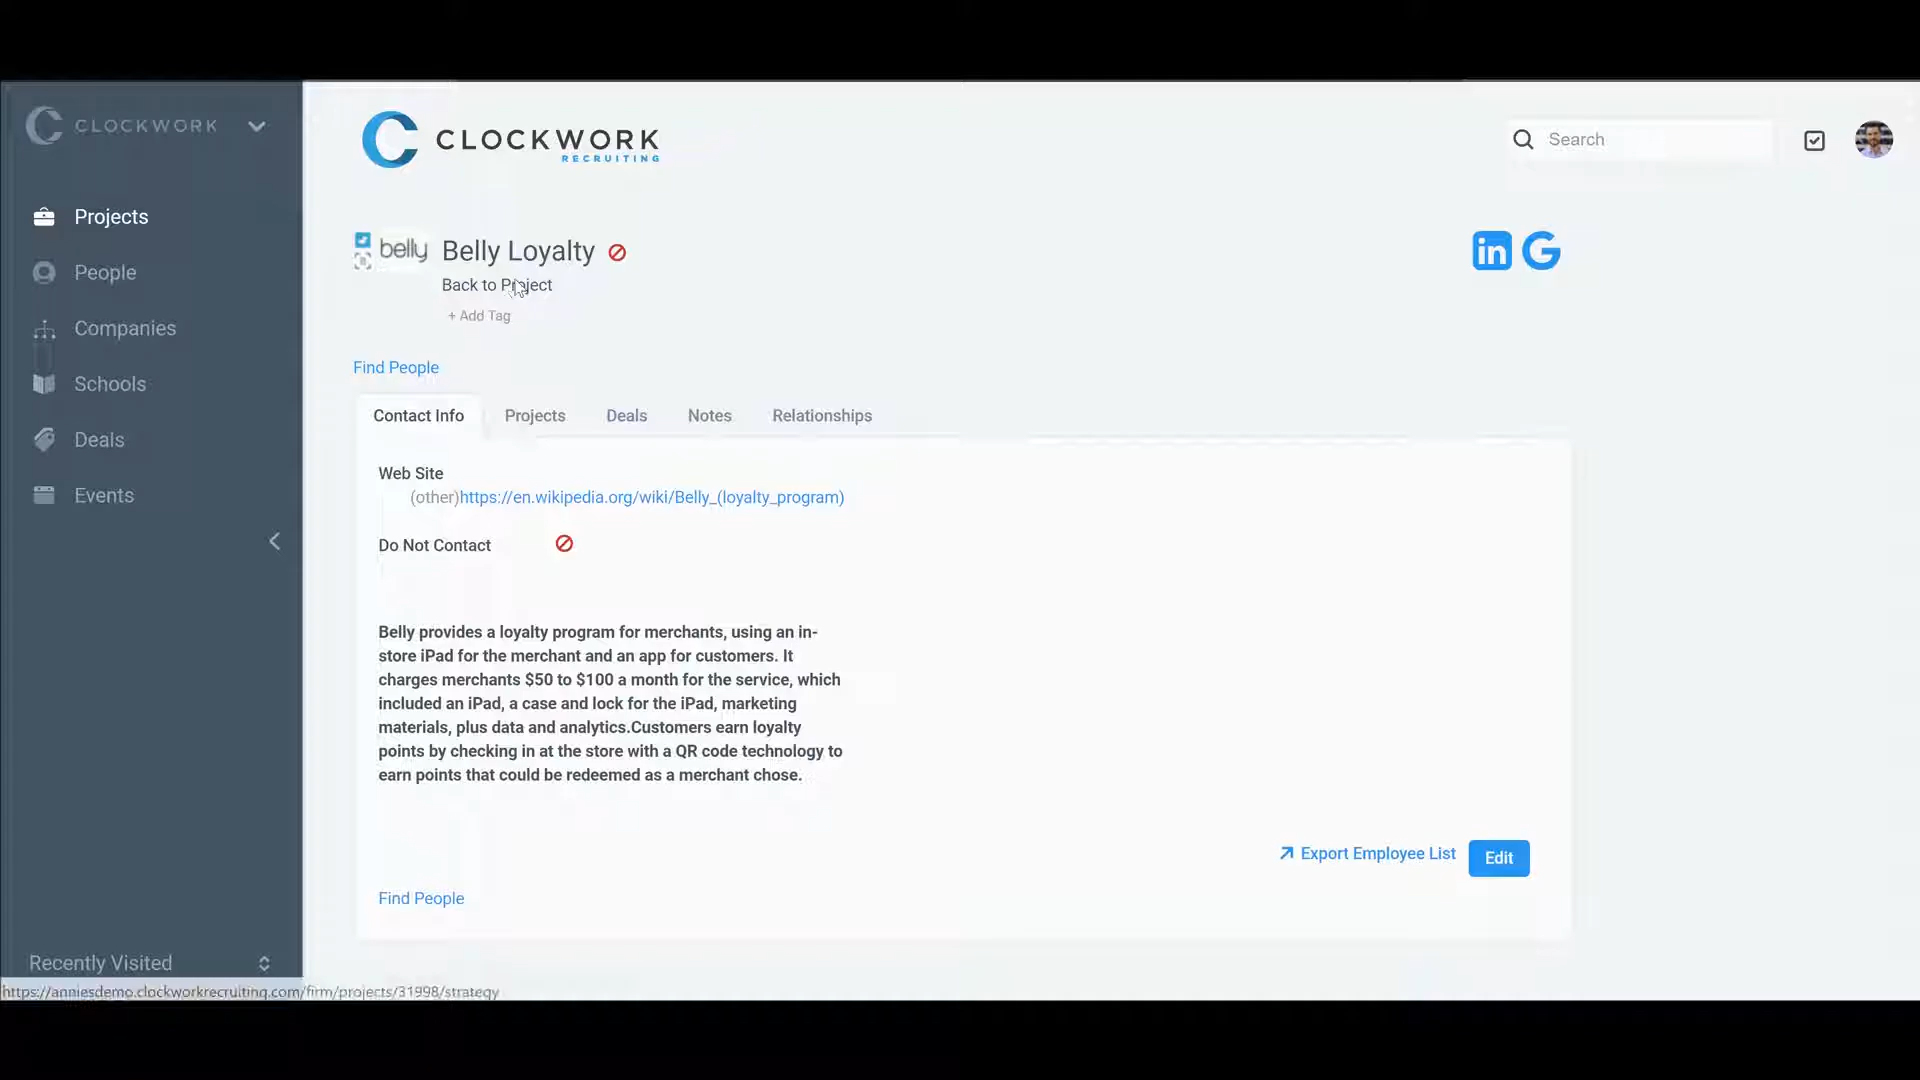 CLOCKWORK
CLOCKWORK
RECRUITING
Search
Projects
People
Companies
Schools
Deals
Events
belly
Belly Loyalty
Back to Project
+ Add Tag
Find People
Contact Info Projects Deals Notes Relationships
Web Site
(other)https://en.wikipedia.org/wiki/Belly_(loyalty_program)
Do Not Contact
Belly provides a loyalty program for merchants, using an in-
store iPad for the merchant and an app for customers. It
charges merchants $50 to $100 a month for the service, which
included an iPad, a case and lock for the iPad, marketing
materials, plus data and analytics.Customers earn loyalty
points by checking in at the store with a QR code technology to
earn points that could be redeemed as a merchant chose.
Export Employee List
Edit
Find People
Recently Visited
https://anniesdemo.clockworkrecruiting.com/firm/projects/31998/strategy